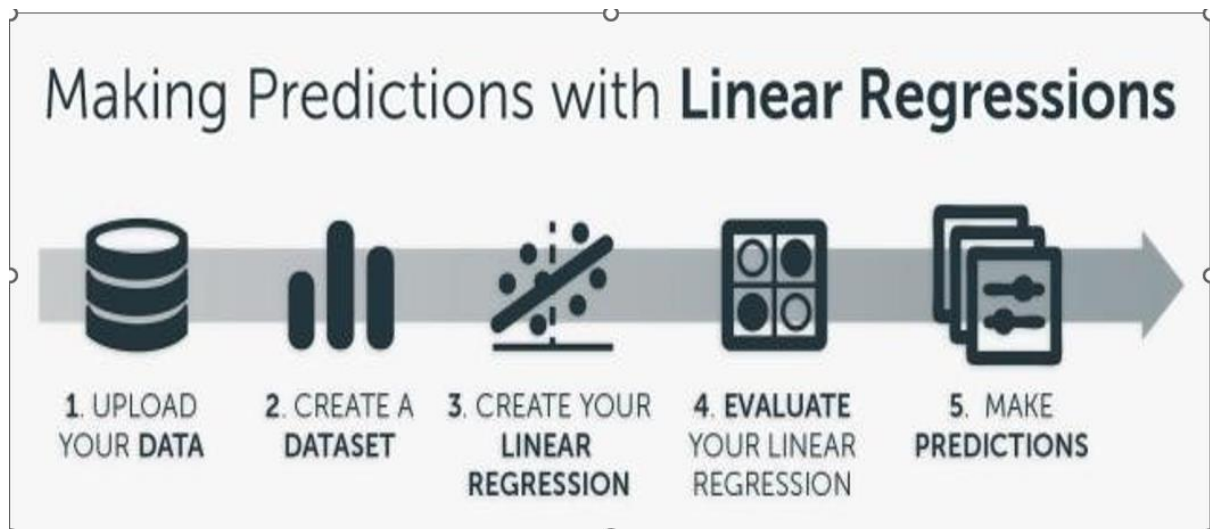 Making Predictions with Linear Regressions
1. UPLOAD
YOUR DATA
2. CREATE A
DATASET
3. CREATE YOUR
LINEAR
REGRESSION
4. EVALUATE
YOUR LINEAR
REGRESSION
5. MAKE
PREDICTIONS